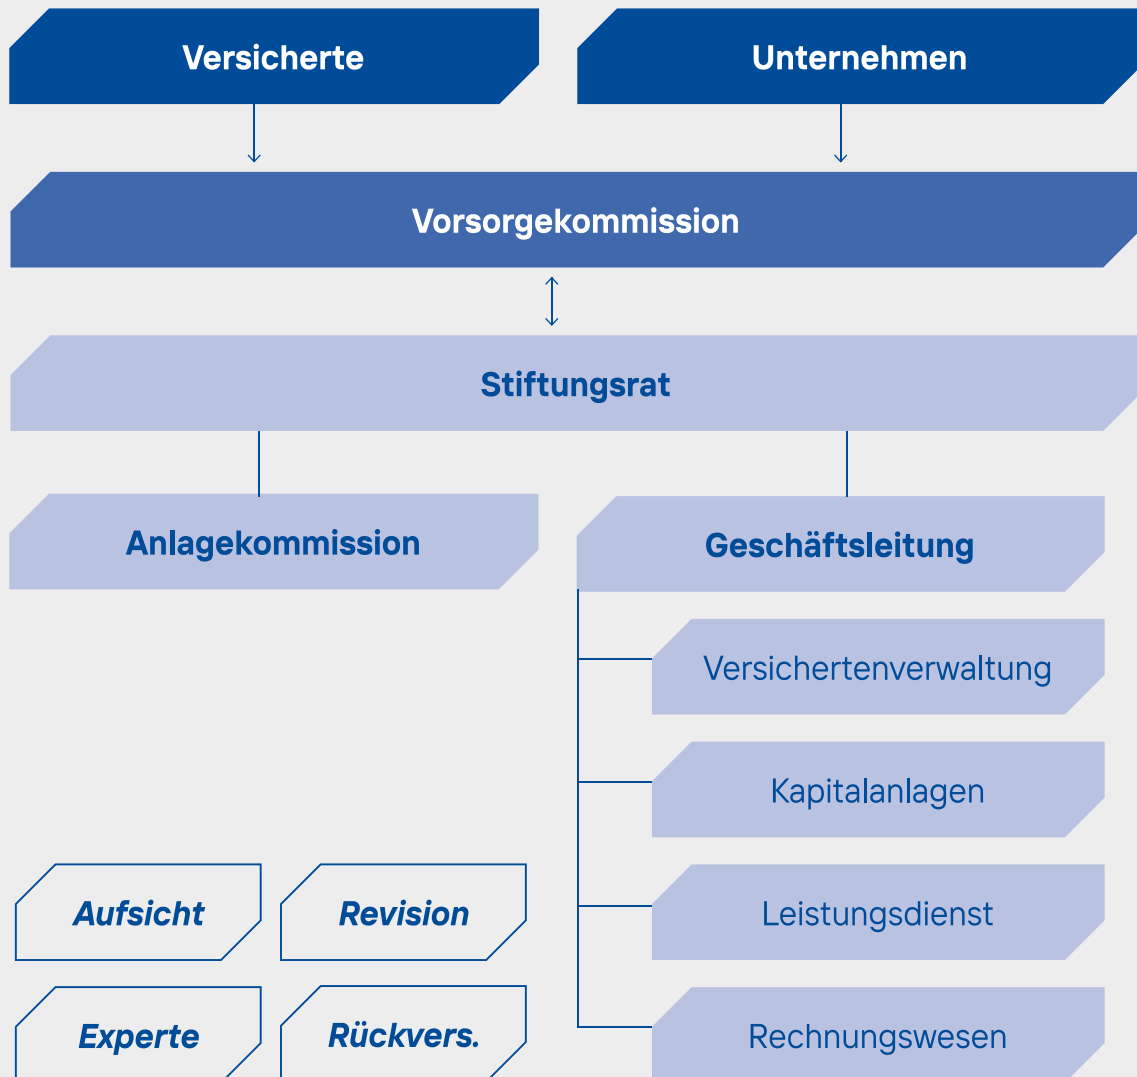 Versicherte
Unternehmen
Vorsorgekommission
Stiftungsrat
Anlagekommission
Geschäftsleitung
Versichertenverwaltung
Kapitalanlagen
Leistungsdienst
Rechnungswesen
Aufsicht
Revision
Experte
Rückvers.